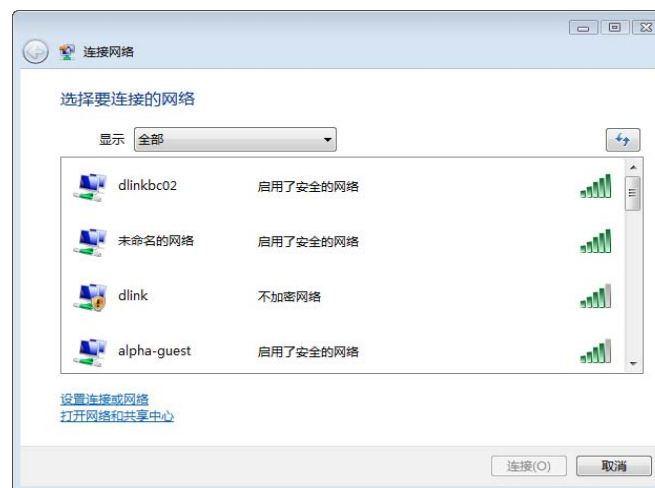 连接网络
选择要连接的网络
显示 全部
dlinkbc02 启用了安全的网络
未命名的网络 启用了安全的网络
dlink 不加密网络
alpha-guest 启用了安全的网络
设置连接或网络
打开网络和共享中心
连接(O) 取消